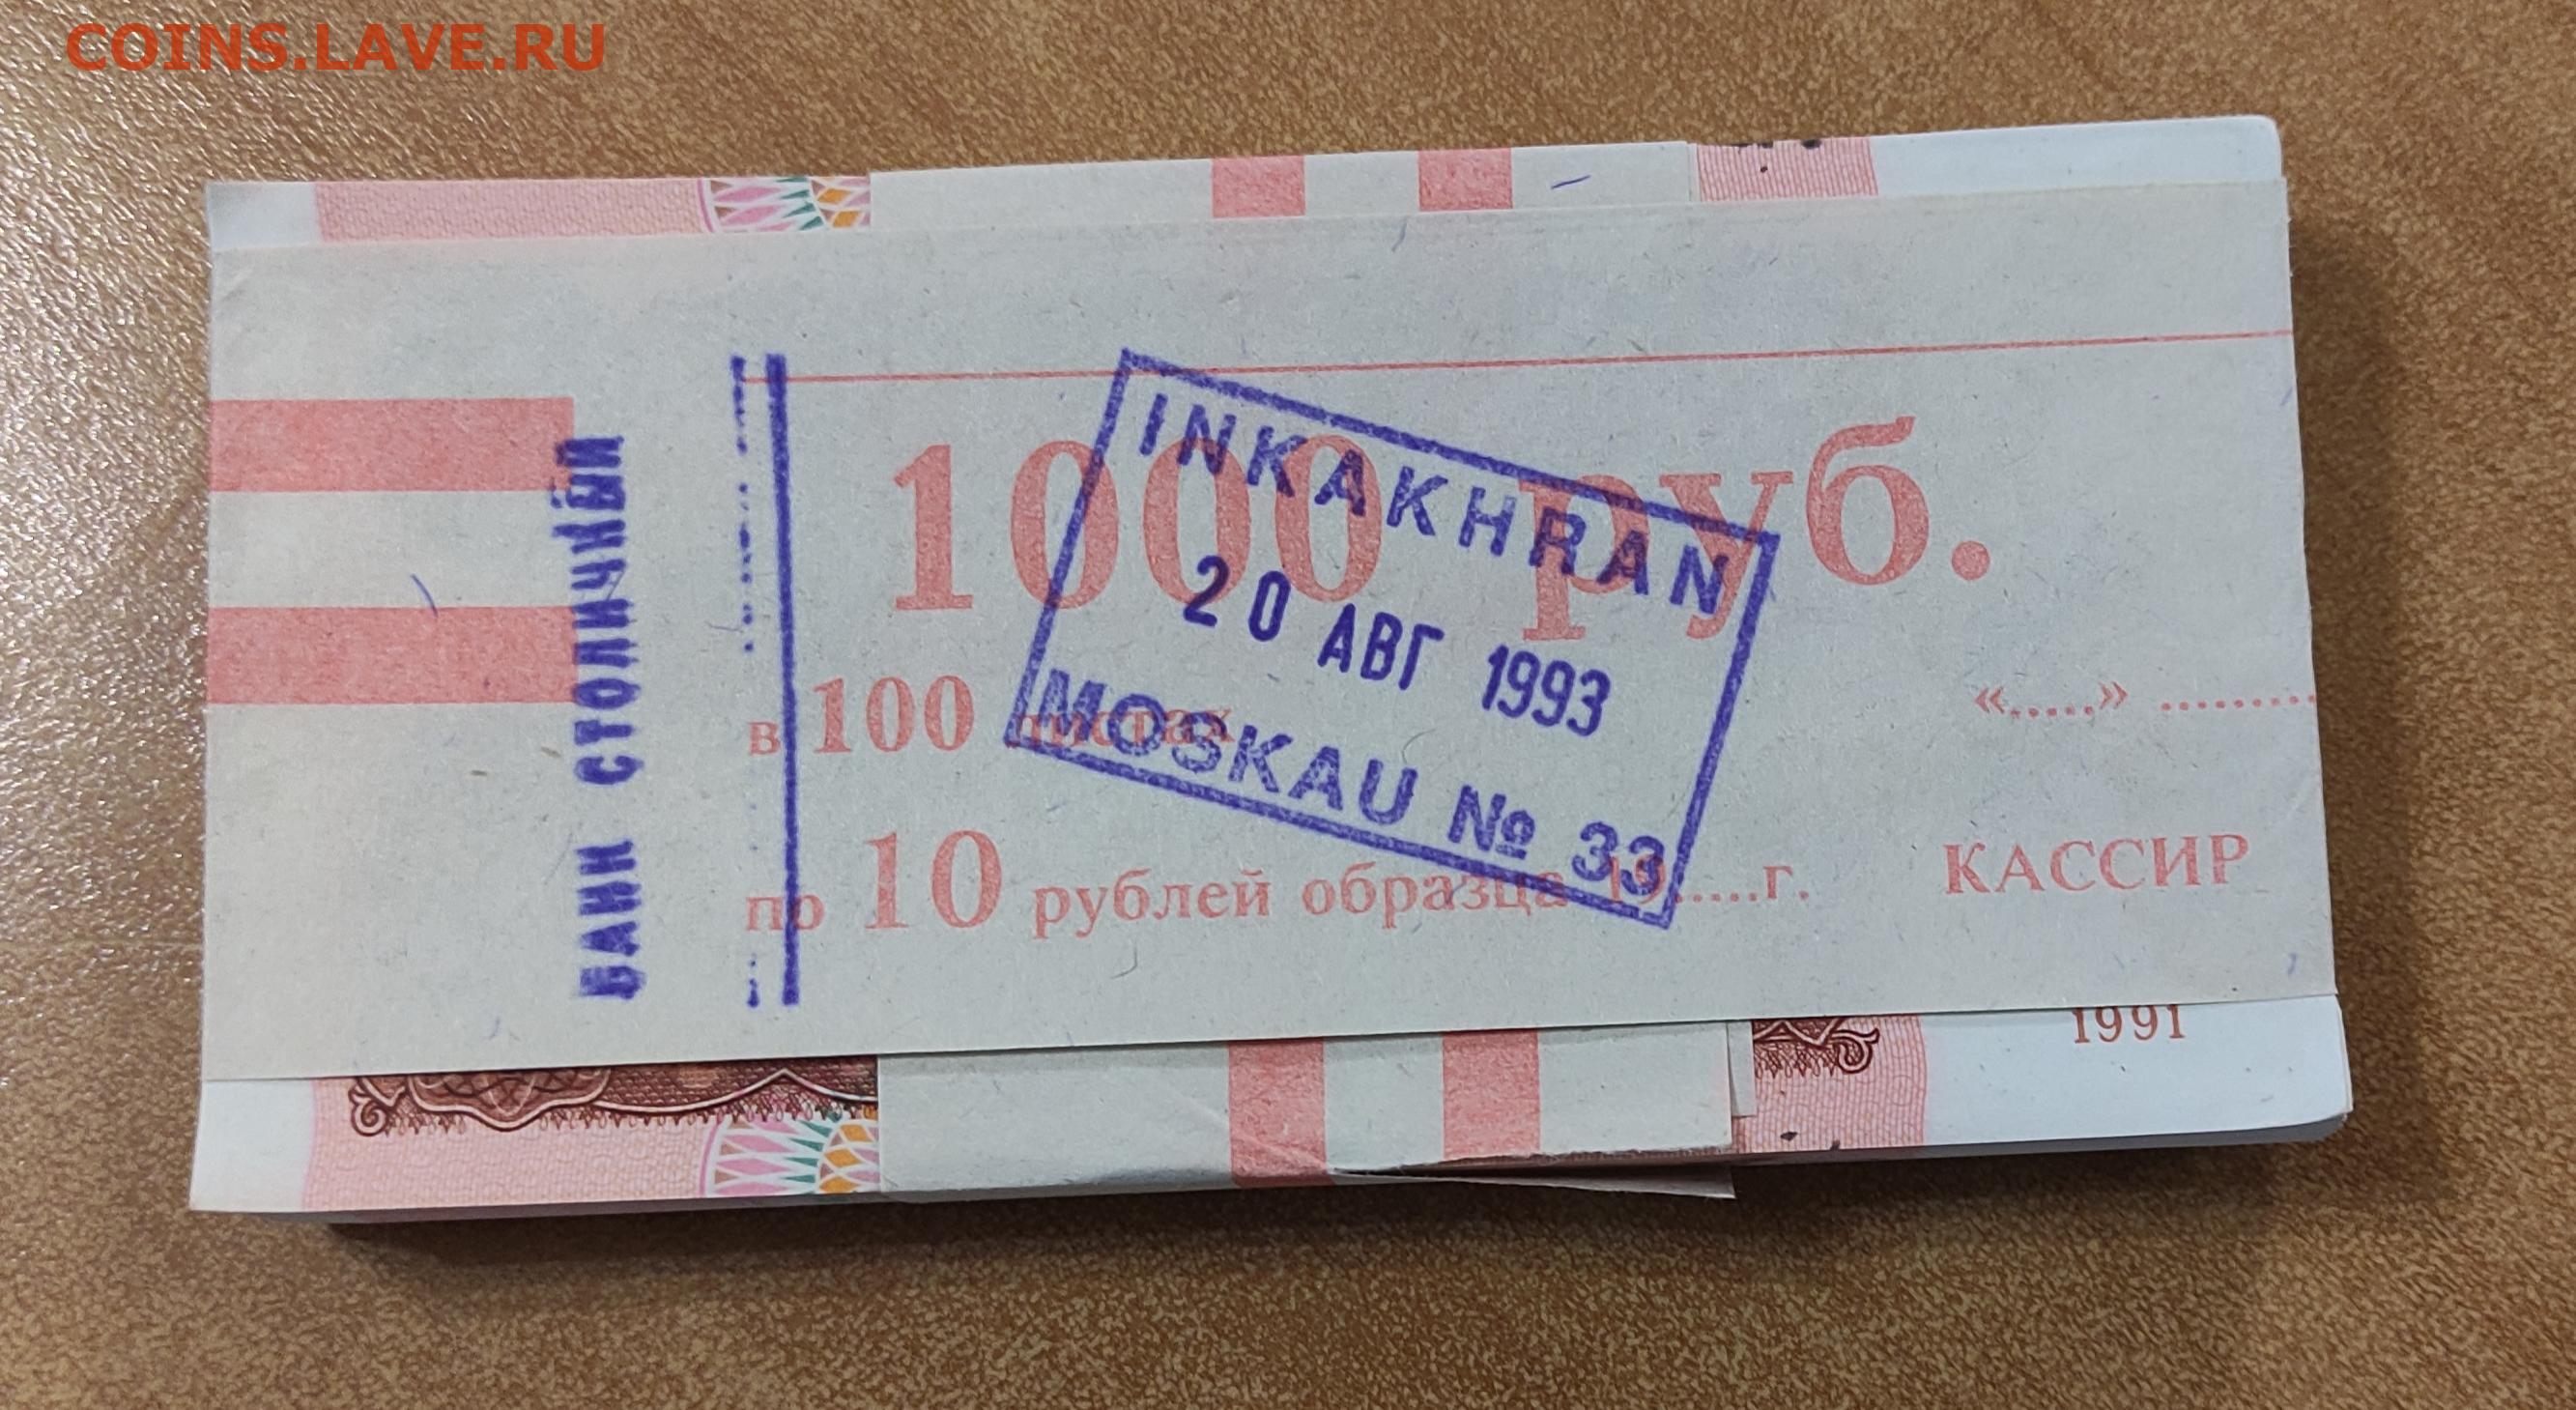 COINS.LAVE.RU
БАНК СТОЛИЧНЫЙ
1000 руб.
INKAKHRAN
20 АВГ 1993
MOSKAU № 33
в 100 листах
«.....» .........
по 10 рублей образца 19.....г.
КАССИР
1991